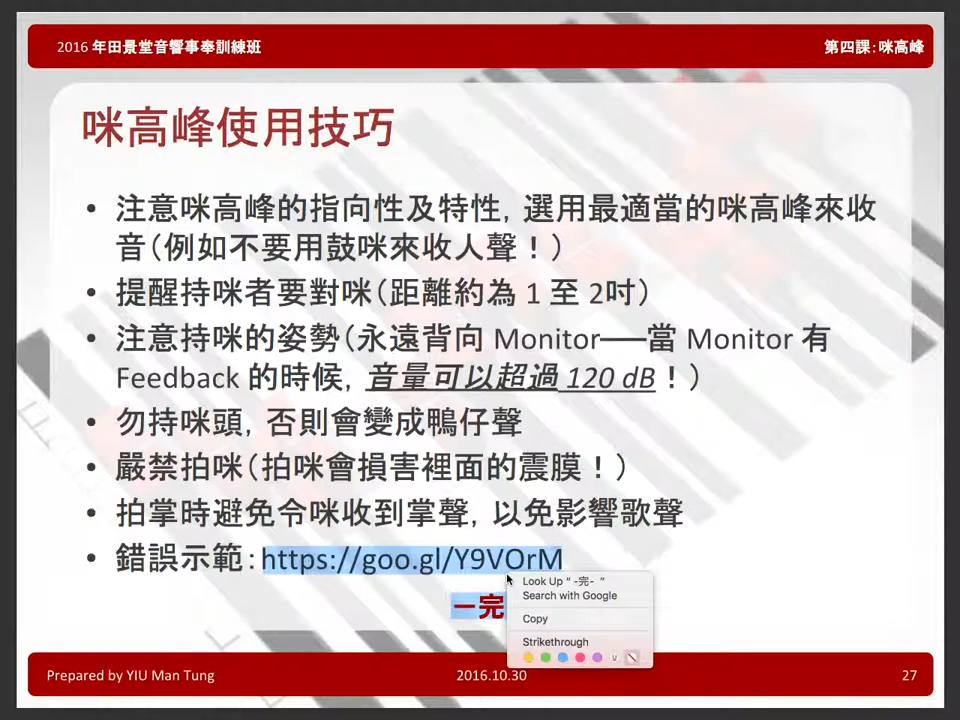 2016 年田景堂音響事奉訓練班
第四課：咪高峰
咪高峰使用技巧
• 注意咪高峰的指向性及特性，選用最適當的咪高峰來收
音（例如不要用鼓咪來收人聲！）
• 提醒持咪者要對咪（距離約為 1 至 2吋）
• 注意持咪的姿勢（永遠背向 Monitor——當 Monitor 有
Feedback 的時候，音量可以超過 120 dB！）
• 勿持咪頭，否則會變成鴨仔聲
• 嚴禁拍咪（拍咪會損害裡面的震膜！）
• 拍掌時避免令咪收到掌聲，以免影響歌聲
• 錯誤示範：https://goo.gl/Y9VOrM
–完
Look Up “ -完- ”
Search with Google
Copy
Strikethrough
U
Prepared by YIU Man Tung
2016.10.30
27